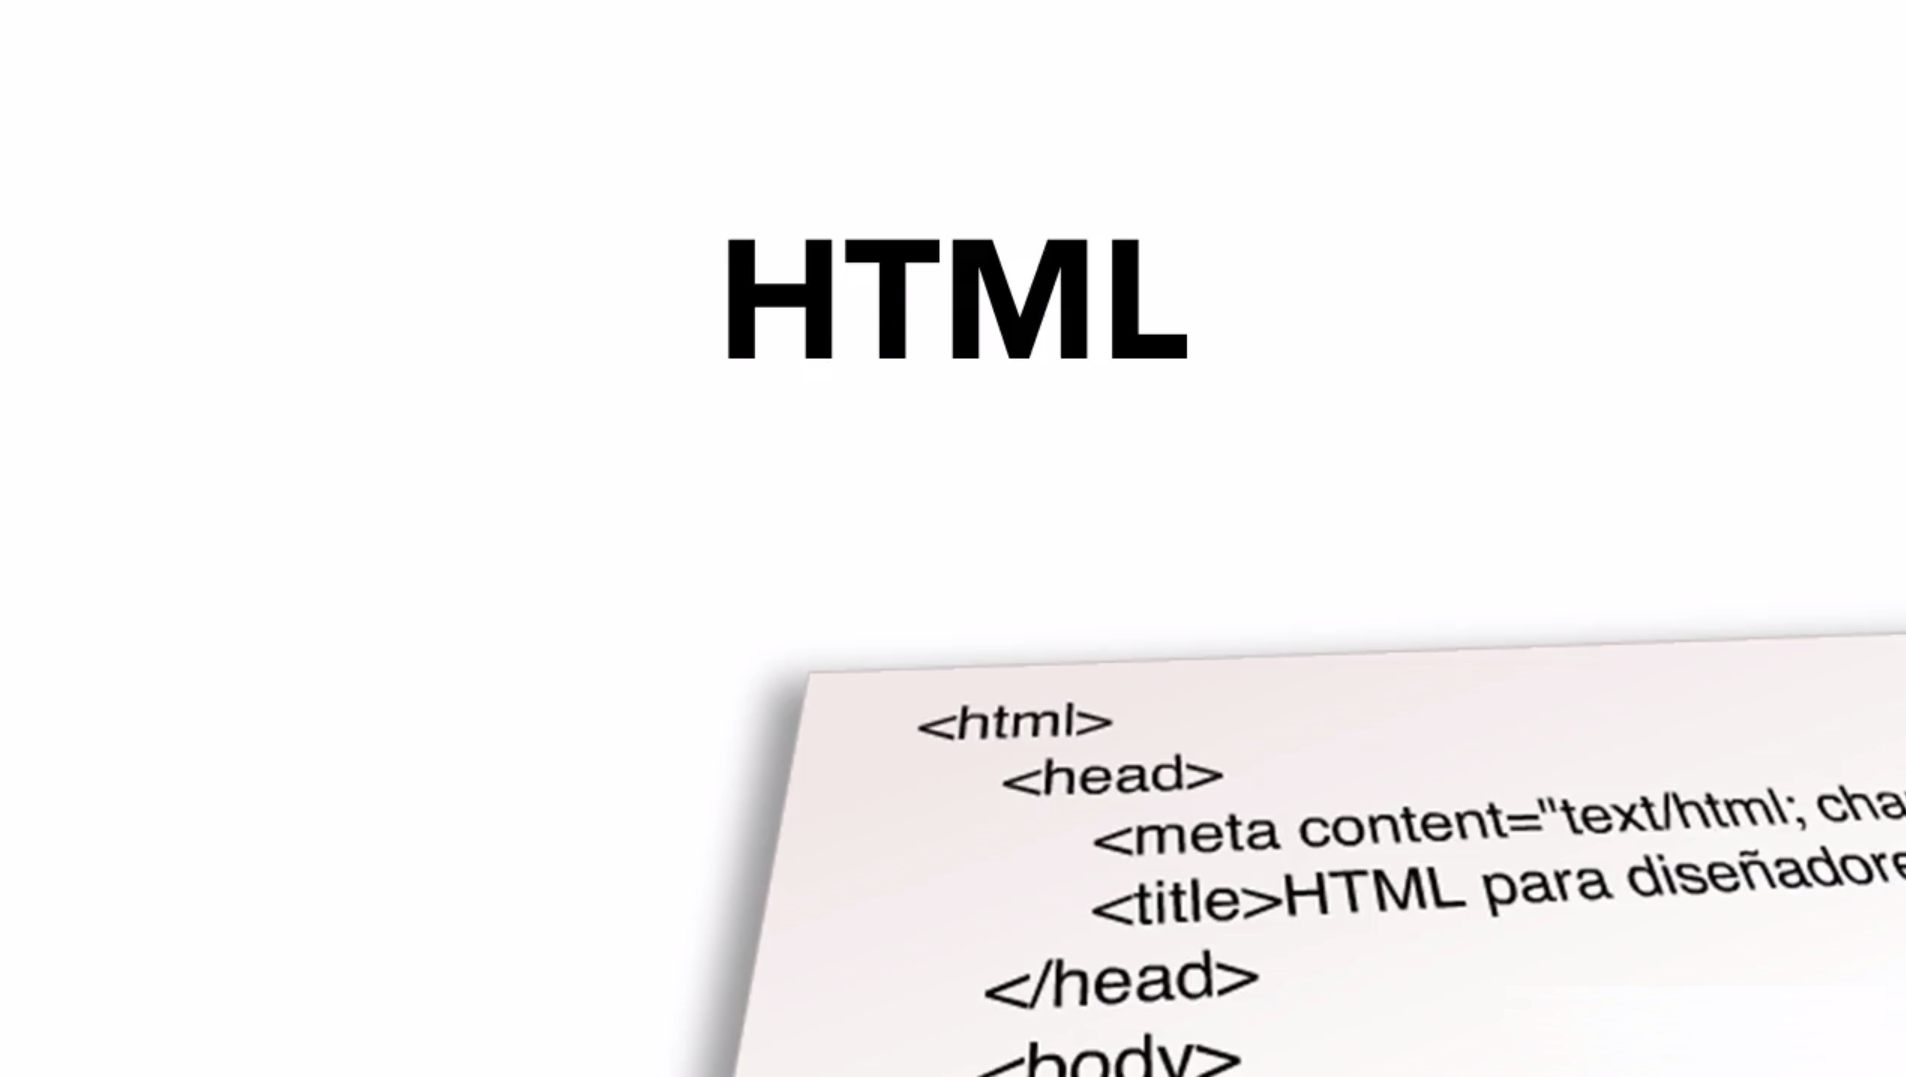 HTML
<html>
<head>
<meta content="text/html; cha
<title>HTML para diseñadore
</head>
<body>